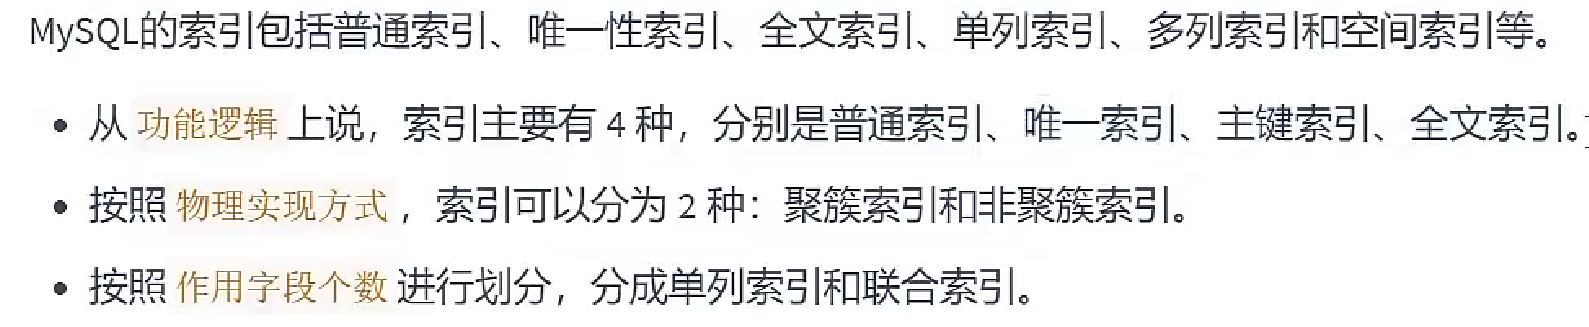 MySQL的索引包括普通索引、唯一性索引、全文索引、单列索引、多列索引和空间索引等。
• 从 功能逻辑 上说，索引主要有 4 种，分别是普通索引、唯一索引、主键索引、全文索引。
• 按照 物理实现方式 ，索引可以分为 2 种：聚簇索引和非聚簇索引。
• 按照 作用字段个数 进行划分，分成单列索引和联合索引。